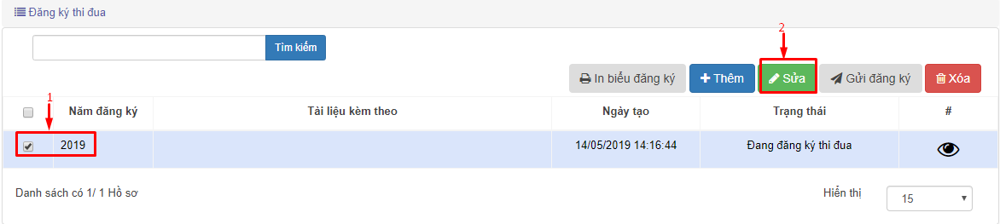 Đăng ký thi đua
2
Tìm kiếm
In biểu đăng ký Thêm Sửa Gửi đăng ký Xóa
1
Năm đăng ký Tài liệu kèm theo Ngày tạo Trạng thái #
2019 14/05/2019 14:16:44 Đang đăng ký thi đua
Danh sách có 1/ 1 Hồ sơ Hiển thị 15